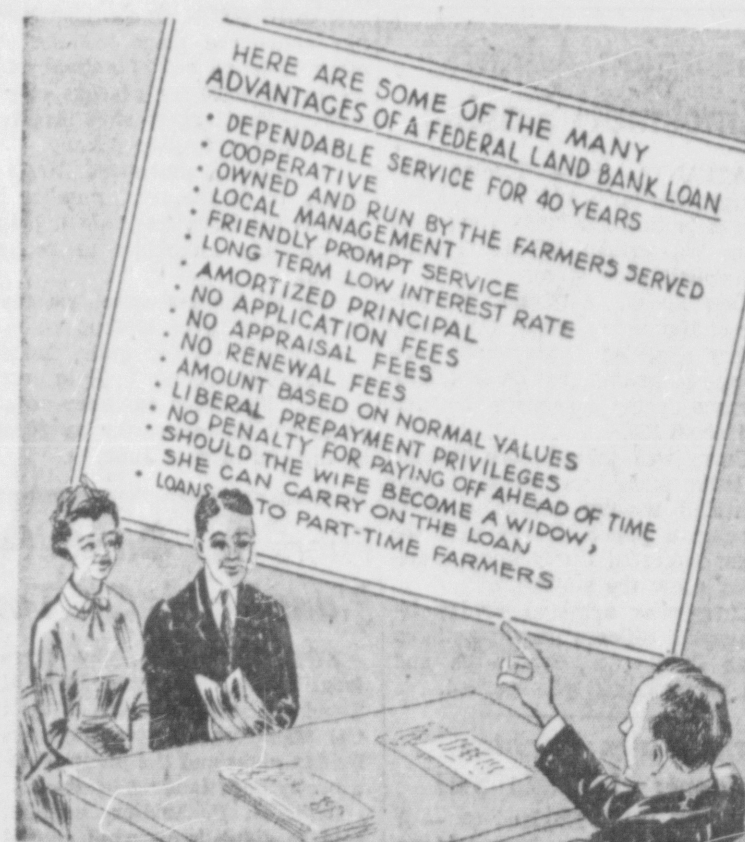 HERE ARE SOME OF THE MANY
ADVANTAGES OF A FEDERAL LAND BANK LOAN
• DEPENDABLE SERVICE FOR 40 YEARS
• COOPERATIVE
• OWNED AND RUN BY THE FARMERS SERVED
• LOCAL MANAGEMENT
• FRIENDLY PROMPT SERVICE
• LONG TERM LOW INTEREST RATE
• AMORTIZED PRINCIPAL
• NO APPLICATION FEES
• NO APPRAISAL FEES
• NO RENEWAL FEES
• AMOUNT BASED ON NORMAL VALUES
• LIBERAL PREPAYMENT PRIVILEGES
• NO PENALTY FOR PAYING OFF AHEAD OF TIME
• SHOULD THE WIFE BECOME A WIDOW,
SHE CAN CARRY ON THE LOAN
• LOANS TO PART-TIME FARMERS